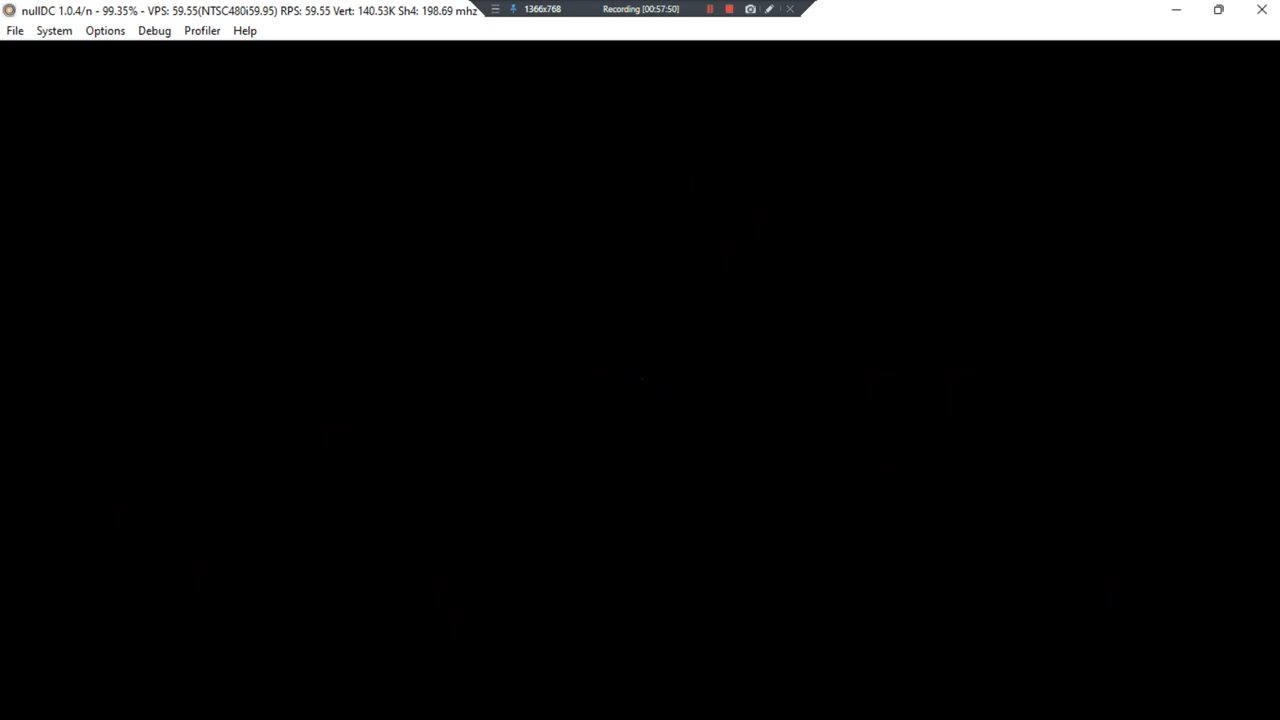 nullDC 1.0.4/n - 99.35% - VPS: 59.55(NTSC480i59.95) RPS: 59.55 Vert: 140.53K Sh4: 198.69 mhz
1366x768 Recording [00:57:50]
File System Options Debug Profiler Help